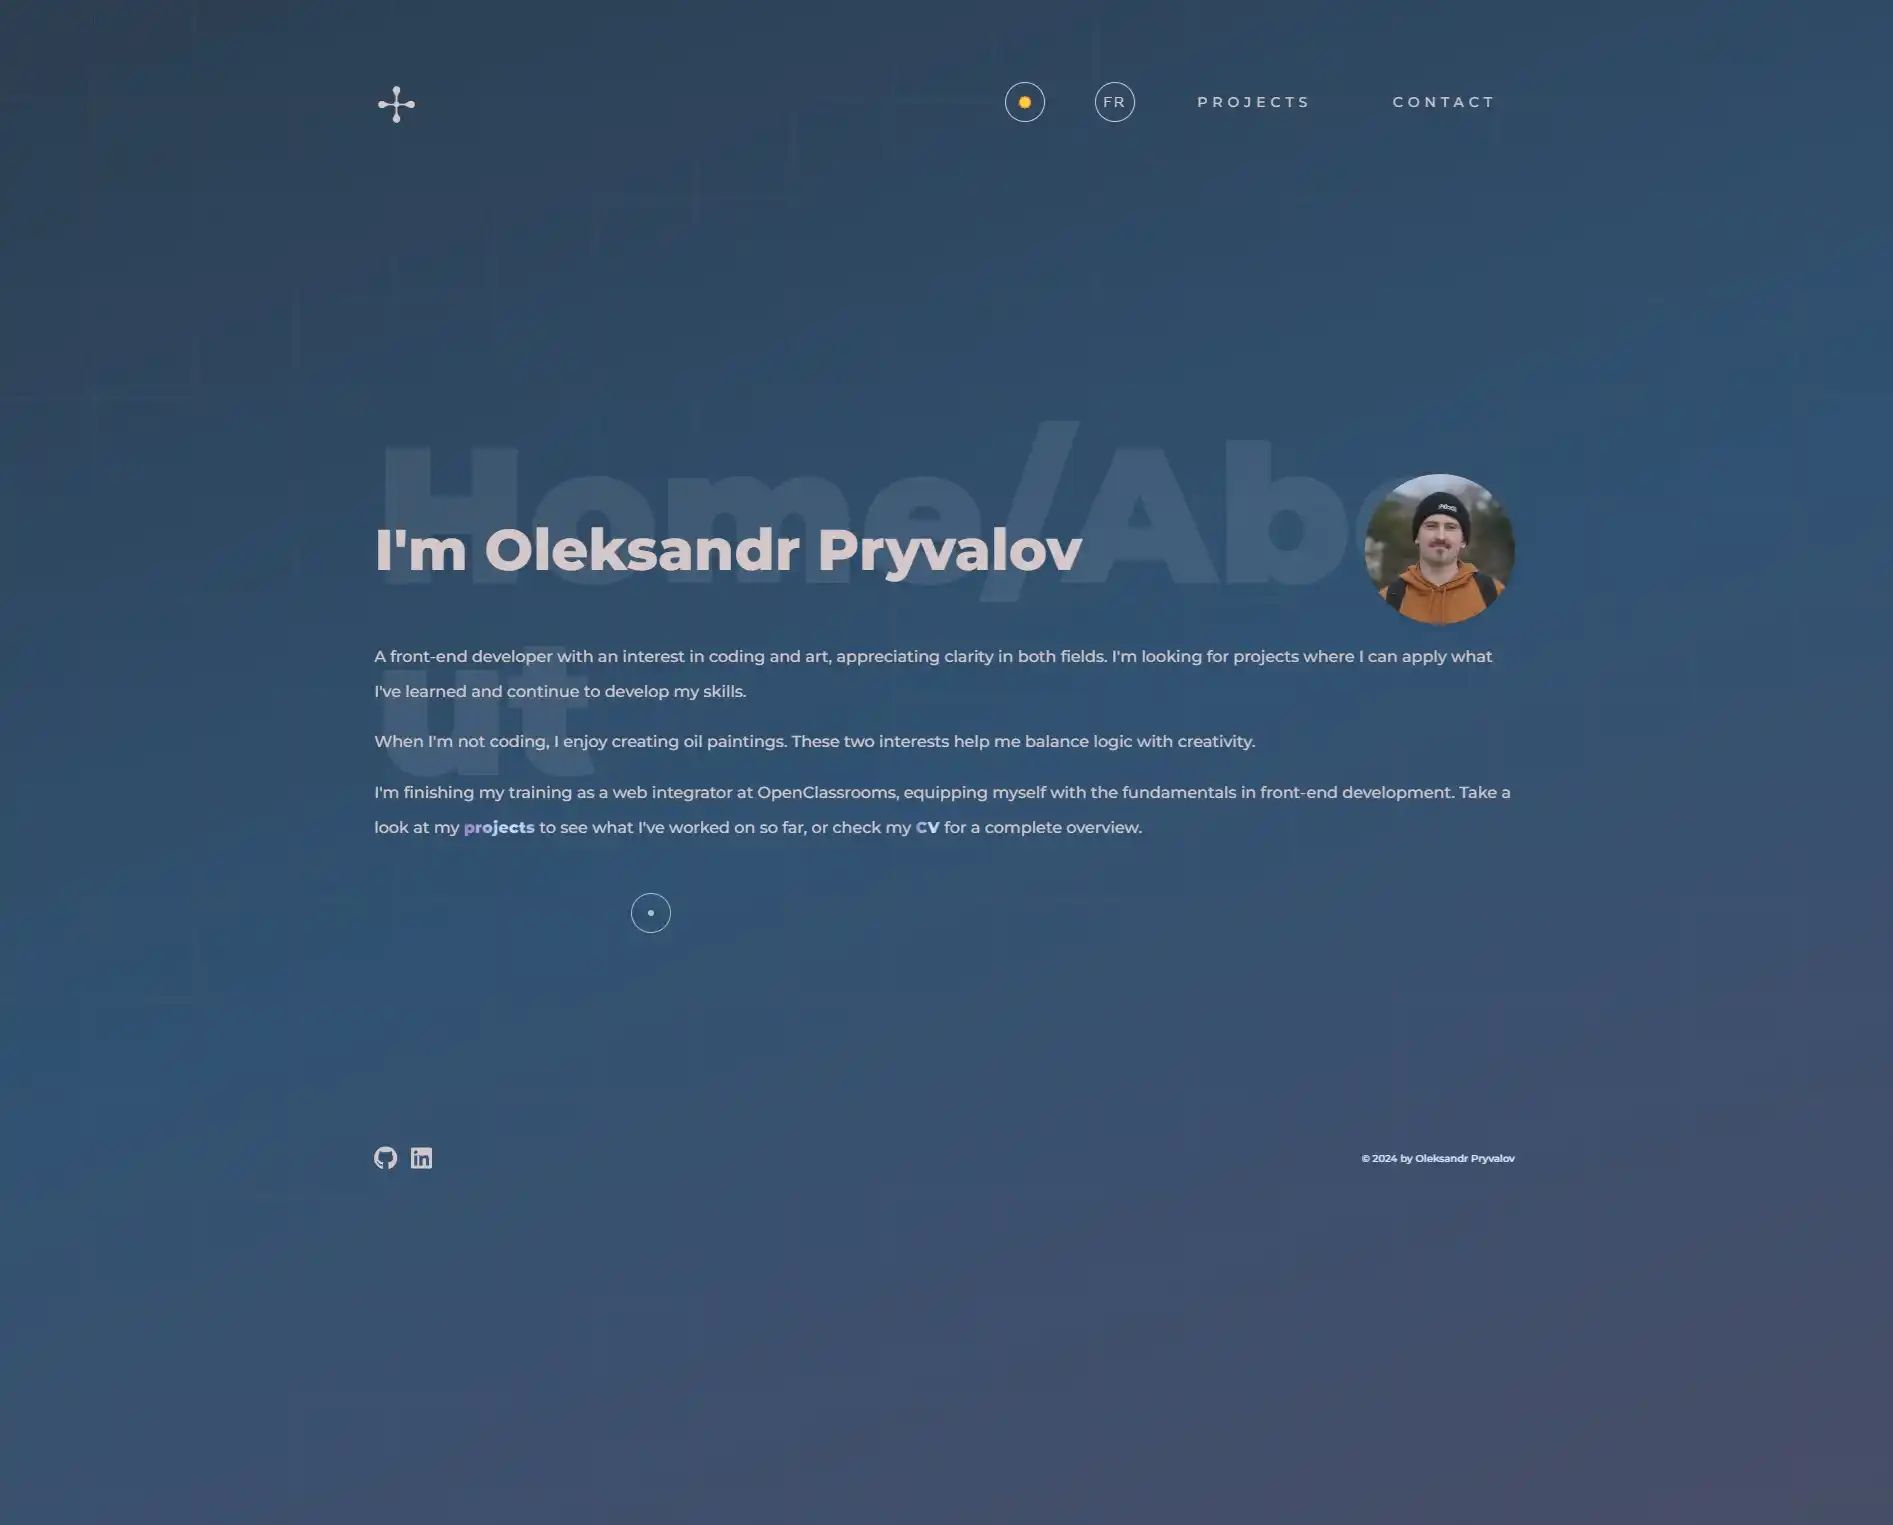 FR
PROJECTS
CONTACT
Home/Abo
ut
I'm Oleksandr Pryvalov
A front-end developer with an interest in coding and art, appreciating clarity in both fields. I'm looking for projects where I can apply what
I've learned and continue to develop my skills.
When I'm not coding, I enjoy creating oil paintings. These two interests help me balance logic with creativity.
I'm finishing my training as a web integrator at OpenClassrooms, equipping myself with the fundamentals in front-end development. Take a
look at my projects to see what I've worked on so far, or check my CV for a complete overview.
© 2024 by Oleksandr Pryvalov